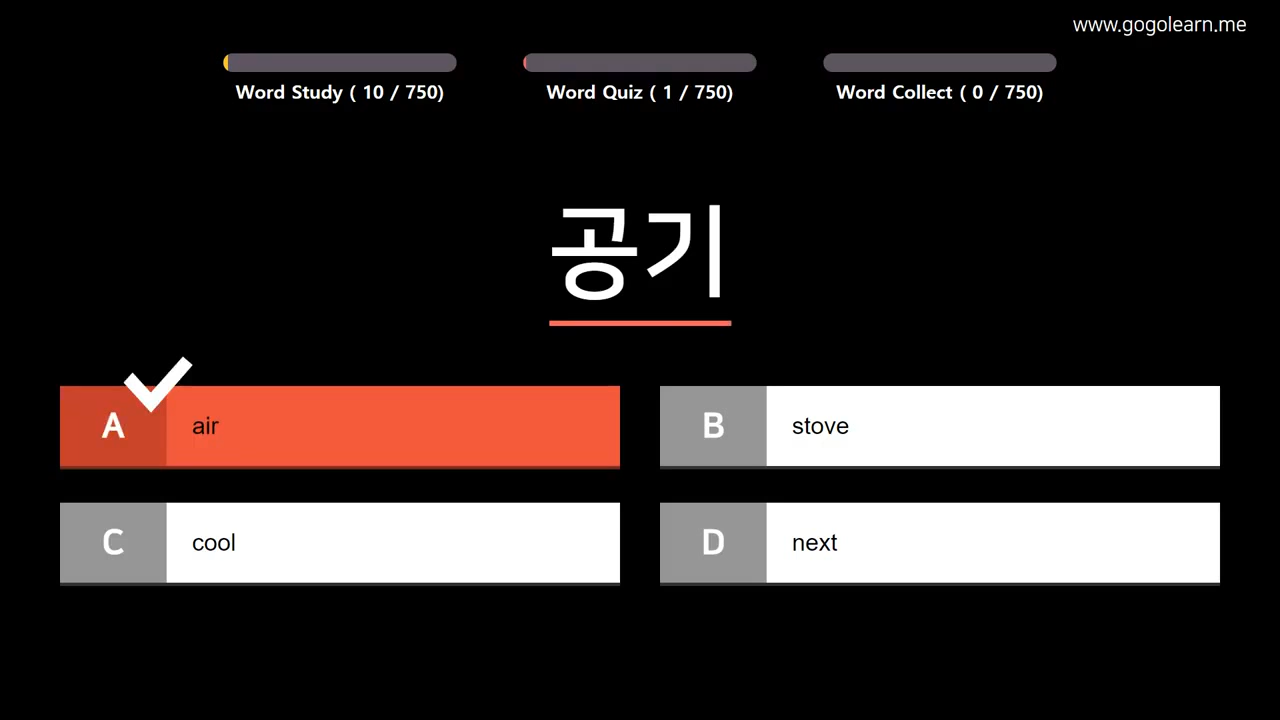 www.gogolearn.me
Word Study ( 10 / 750)
Word Quiz ( 1 / 750)
Word Collect ( 0 / 750)
공기
A air
B stove
C cool
D next